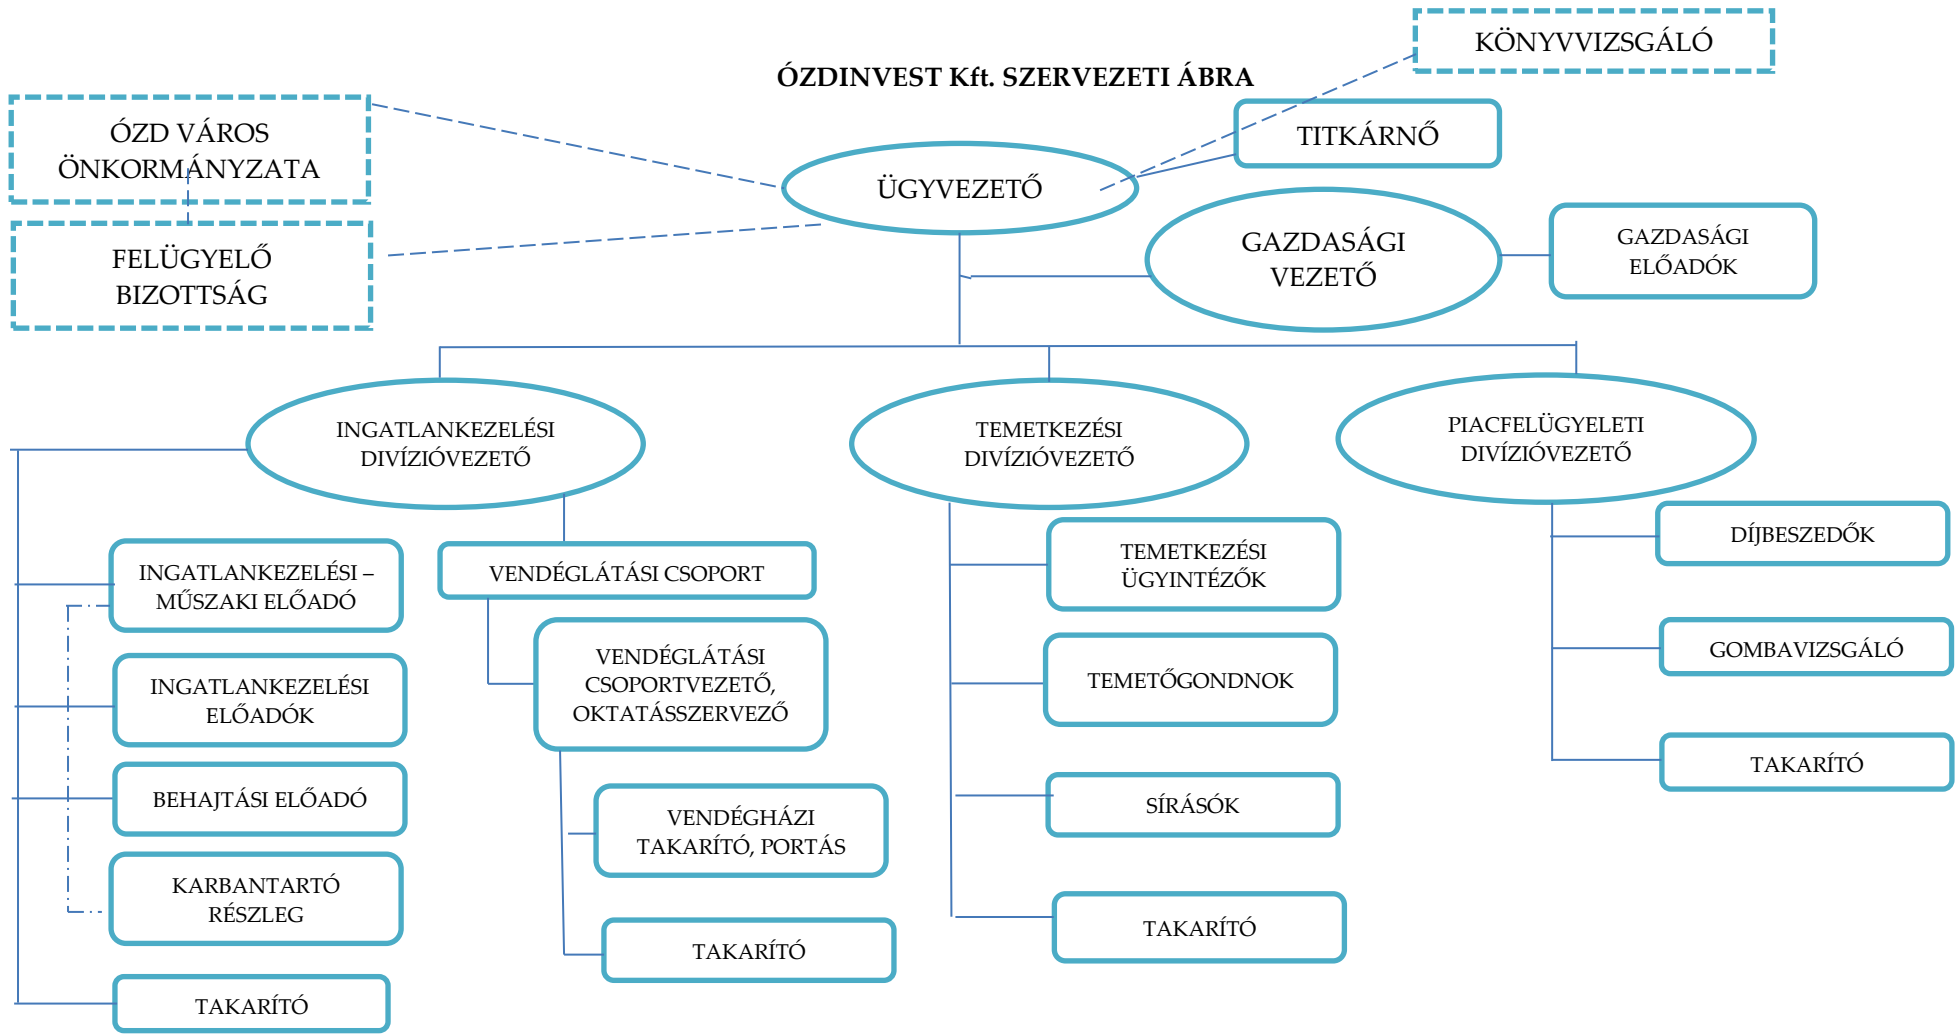 KÖNYVVIZSGÁLÓ
ÓZDINVEST Kft. SZERVEZETI ÁBRA
ÓZD VÁROS
ÖNKORMÁNYZATA
TITKÁRNŐ
ÜGYVEZETŐ
FELÜGYELŐ
BIZOTTSÁG
GAZDASÁGI
VEZETŐ
GAZDASÁGI
ELŐADÓK
INGATLANKEZELÉSI
DIVÍZIÓVEZETŐ
TEMETKEZÉSI
DIVÍZIÓVEZETŐ
PIACFELÜGYELETI
DIVÍZIÓVEZETŐ
INGATLANKEZELÉSI –
MŰSZAKI ELŐADÓ
INGATLANKEZELÉSI
ELŐADÓK
BEHAJTÁSI ELŐADÓ
KARBANTARTÓ
RÉSZLEG
TAKARÍTÓ
VENDÉGLÁTÁSI CSOPORT
VENDÉGLÁTÁSI
CSOPORTVEZETŐ,
OKTATÁSSZERVEZŐ
VENDÉGHÁZI
TAKARÍTÓ, PORTÁS
TAKARÍTÓ
TEMETKEZÉSI
ÜGYINTÉZŐK
TEMETŐGONDNOK
SÍRÁSÓK
TAKARÍTÓ
DÍJBESZEDŐK
GOMBAVIZSGÁLÓ
TAKARÍTÓ